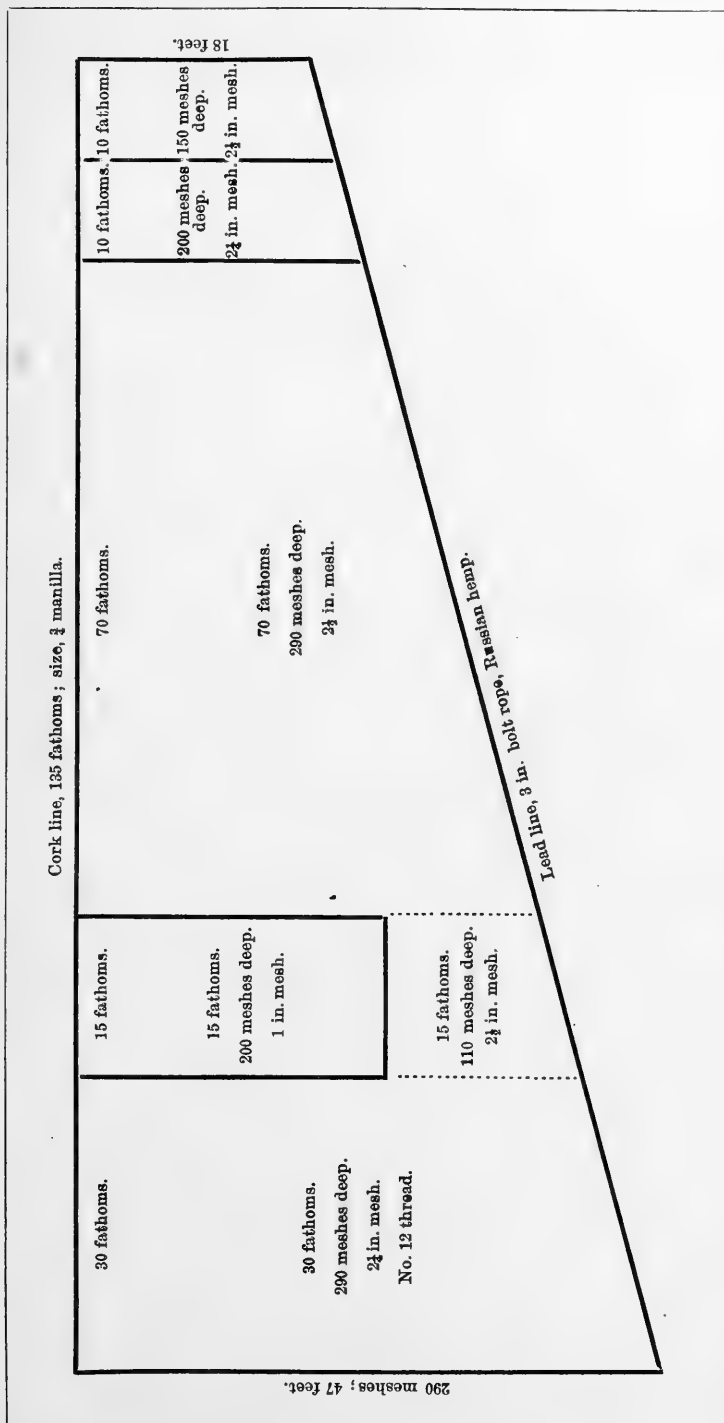 Cork line, 135 fathoms; size, ¾ manilla.
290 meshes; 47 feet.
30 fathoms.
30 fathoms.
290 meshes deep.
2¼ in. mesh.
No. 12 thread.
15 fathoms.
15 fathoms.
200 meshes deep.
1 in. mesh.
15 fathoms.
110 meshes deep.
2½ in. mesh.
70 fathoms.
70 fathoms.
290 meshes deep.
2½ in. mesh.
10 fathoms.
200 meshes
deep.
2¼ in. mesh.
10 fathoms.
150 meshes
deep.
2½ in. mesh.
18 feet.
Lead line, 3 in. bolt rope, Russian hemp.